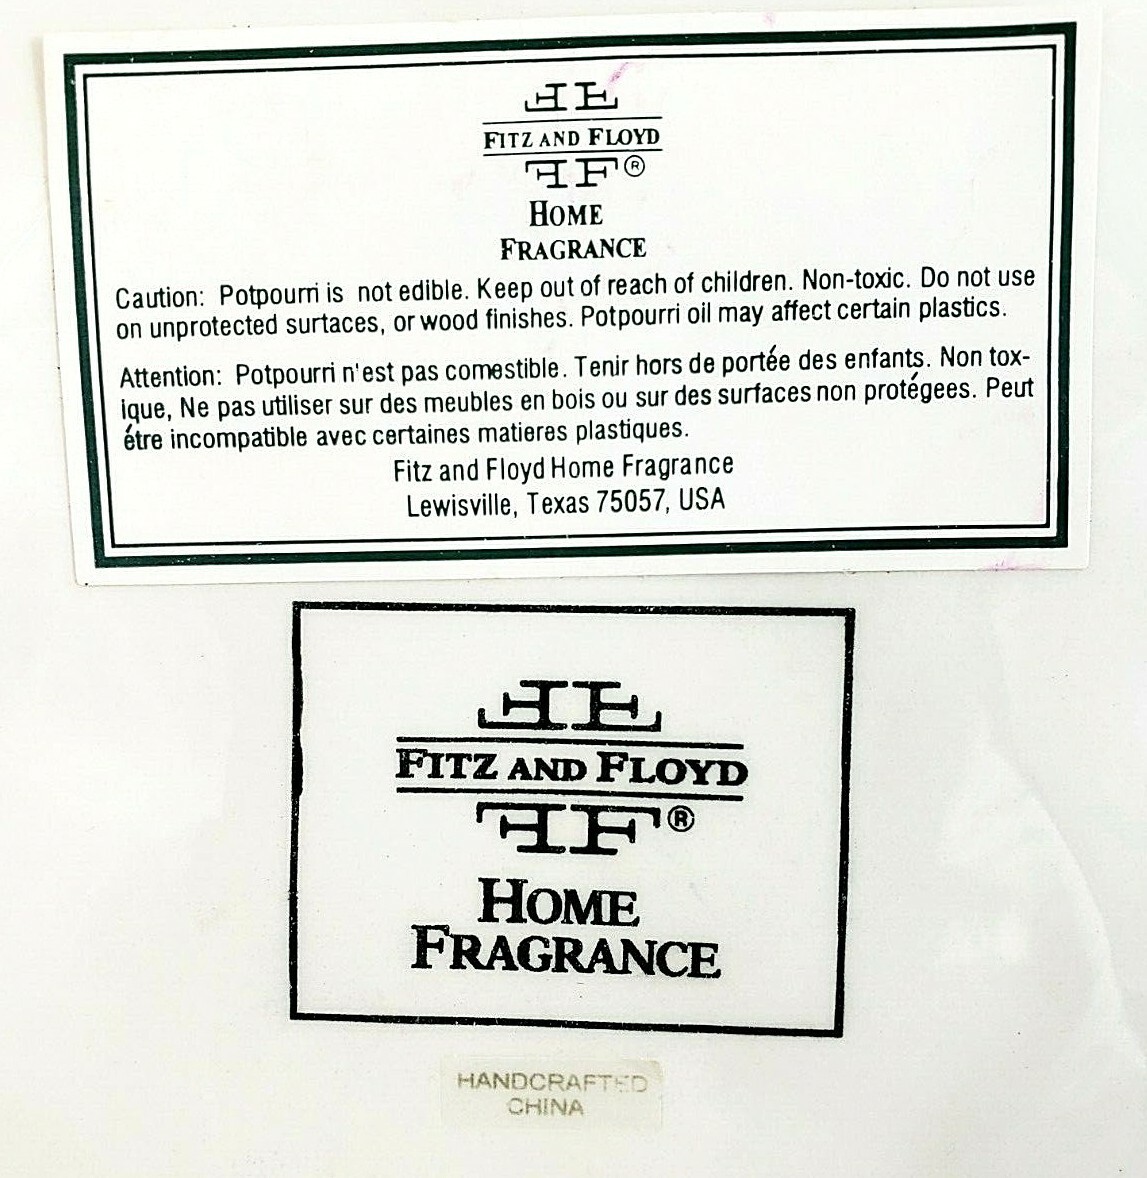 FITZ AND FLOYD
FF®
HOME
FRAGRANCE
Caution: Potpourri is not edible. Keep out of reach of children. Non-toxic. Do not use
on unprotected surtaces, or wood finishes. Potpourri oil may affect certain plastics.
Attention: Potpourri n'est pas comestible. Tenir hors de portée des enfants. Non tox-
ique, Ne pas utiliser sur des meubles en bois ou sur des surfaces non protégees. Peut
étre incompatible avec certaines matieres plastiques.
Fitz and Floyd Home Fragrance
Lewisville, Texas 75057, USA
FITZ AND FLOYD
FF®
HOME
FRAGRANCE
HANDCRAFTED
CHINA